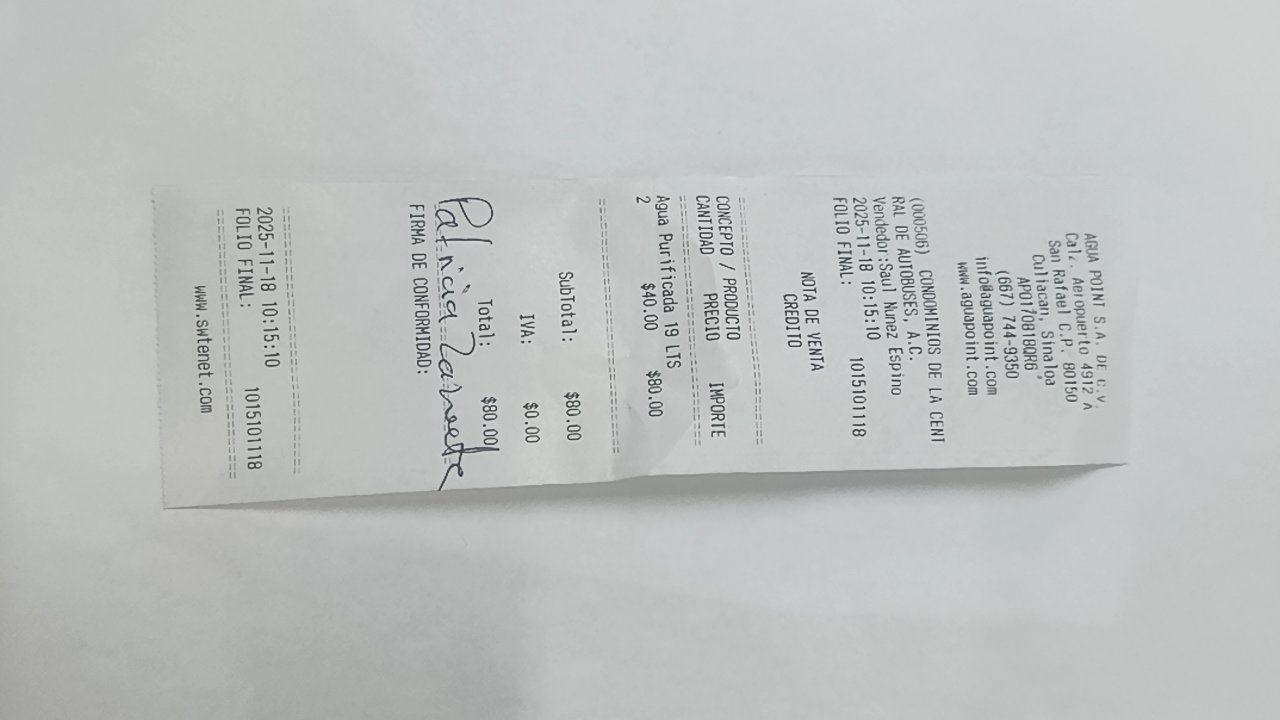 AGUA POINT S.A. DE C.V.
Calz. Aeropuerto 4912 A
San Rafael C.P. 80150
Culiacan, Sinaloa
APO170818QR6
(667) 744-9350
info@aguapoint.com
www.aguapoint.com
(000506) CONDOMINIOS DE LA CENT
RAL DE AUTOBUSES, A.C.
Vendedor:Saul Nunez Espino
2025-11-18 10:15:10
FOLIO FINAL: 1015101118
NOTA DE VENTA
CREDITO
CONCEPTO / PRODUCTO
CANTIDAD PRECIO IMPORTE
Agua Purificada 19 LTS
2 $40.00 $80.00
SubTotal: $80.00
IVA: $0.00
Total: $80.00
Patricia
FIRMA DE CONFORMIDAD:
2025-11-18 10:15:10
FOLIO FINAL: 1015101118
www.swtenet.com